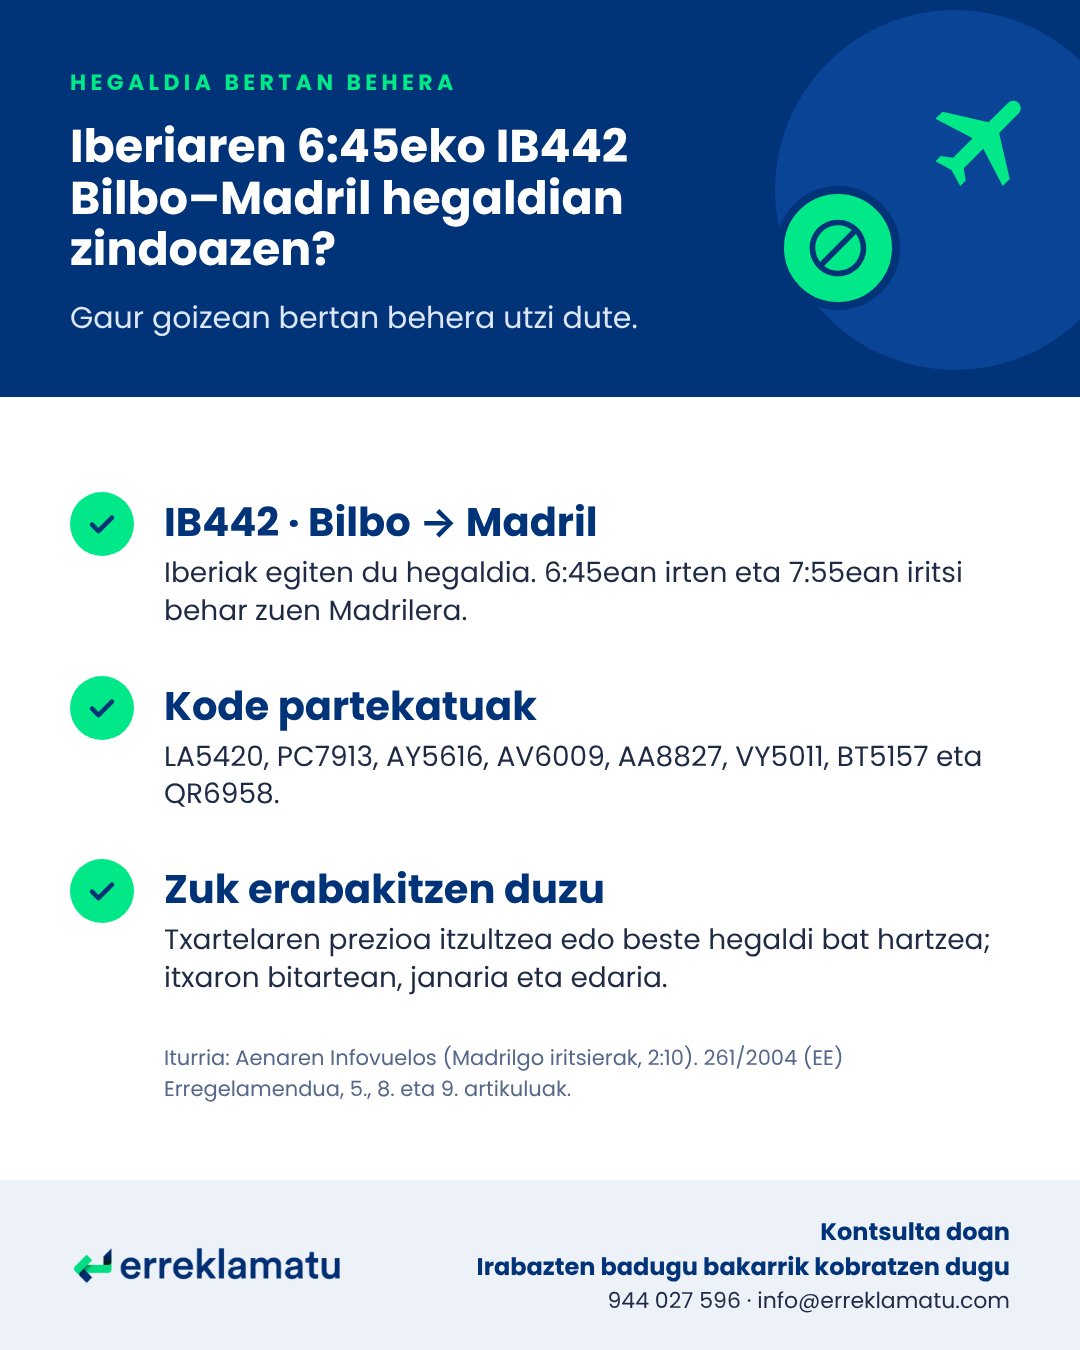 HEGALDIA BERTAN BEHERA
Iberiaren 6:45eko IB442
Bilbo–Madril hegaldian
zindoazen?
Gaur goizean bertan behera utzi dute.
IB442 · Bilbo → Madril
Iberiak egiten du hegaldia. 6:45ean irten eta 7:55ean iritsi
behar zuen Madrilera.
Kode partekatuak
LA5420, PC7913, AY5616, AV6009, AA8827, VY5011, BT5157 eta
QR6958.
Zuk erabakitzen duzu
Txartelaren prezioa itzultzea edo beste hegaldi bat hartzea;
itxaron bitartean, janaria eta edaria.
Iturria: Aenaren Infovuelos (Madrilgo iritsierak, 2:10). 261/2004 (EE)
Erregelamendua, 5., 8. eta 9. artikuluak.
erreklamatu
Kontsulta doan
Irabazten badugu bakarrik kobratzen dugu
944 027 596 · info@erreklamatu.com